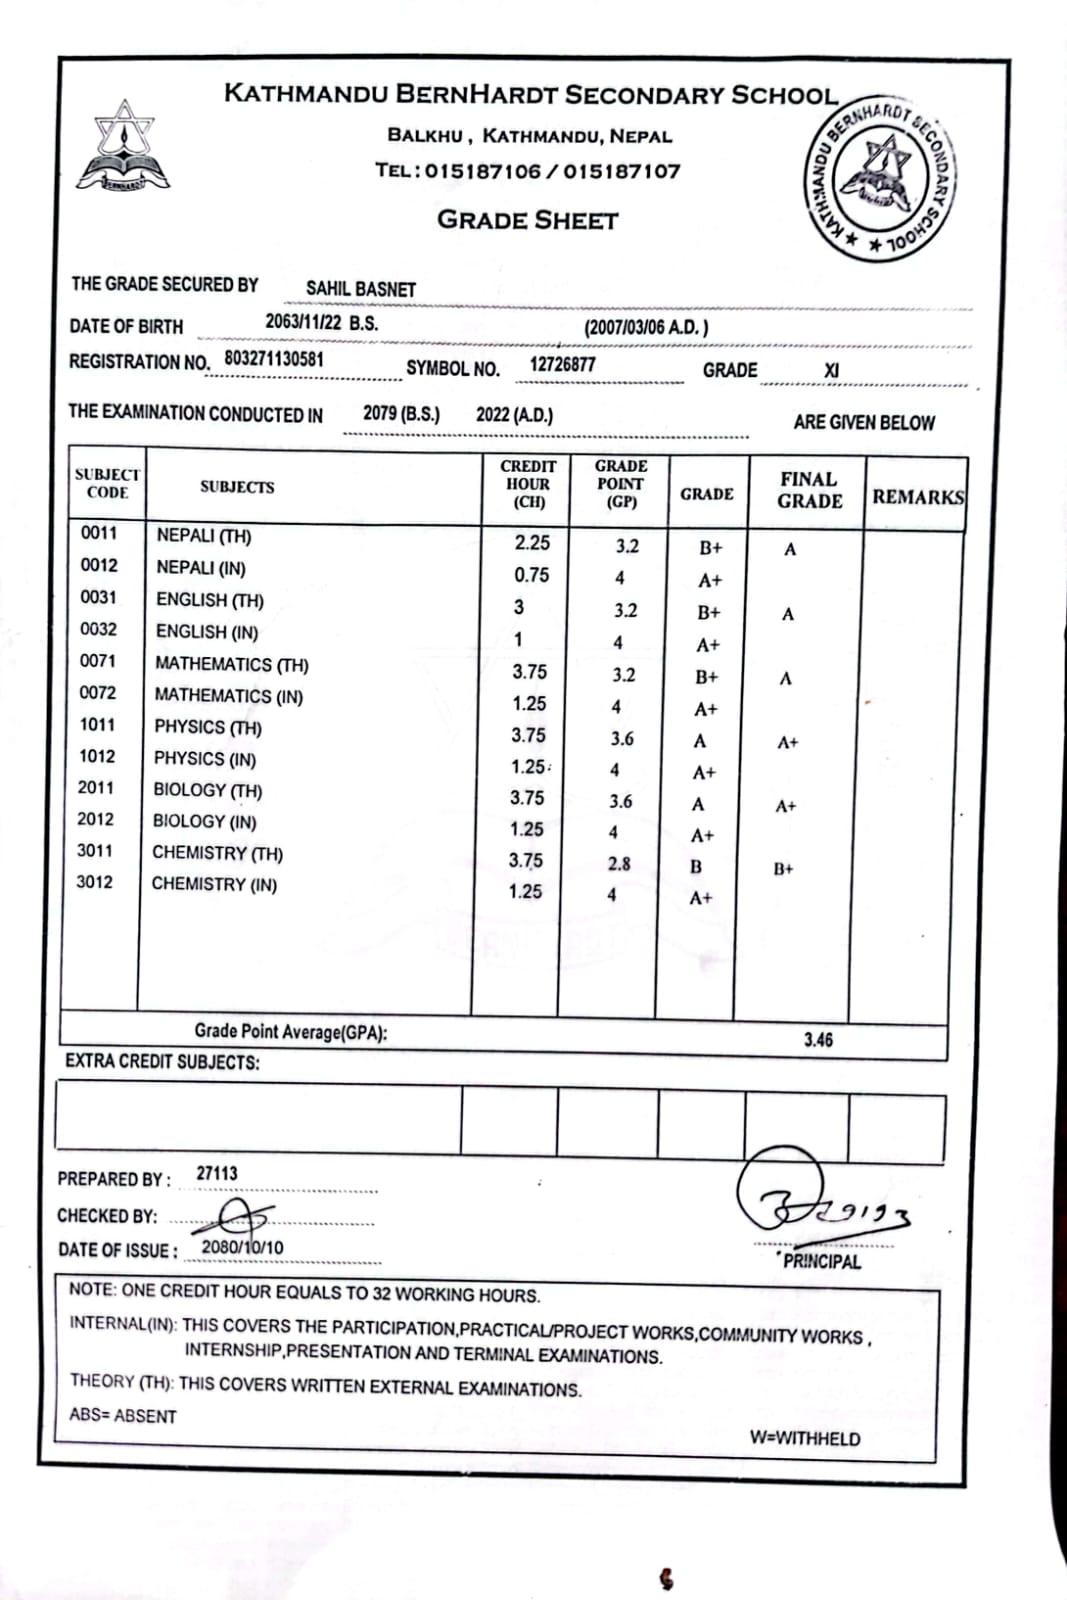 KATHMANDU BERNHARDT SECONDARY SCHOOL
BALKHU, KATHMANDU, NEPAL
TEL: 015187106 / 015187107
GRADE SHEET
BERNHARDT
KATHMANDU BERNHARDT SECONDARY SCHOOL
THE GRADE SECURED BY SAHIL BASNET
DATE OF BIRTH 2063/11/22 B.S. (2007/03/06 A.D.)
REGISTRATION NO. 803271130581 SYMBOL NO. 12726877 GRADE XI
THE EXAMINATION CONDUCTED IN 2079 (B.S.) 2022 (A.D.) ARE GIVEN BELOW
SUBJECT CODE SUBJECTS CREDIT HOUR (CH) GRADE POINT (GP) GRADE FINAL GRADE REMARKS
0011 NEPALI (TH) 2.25 3.2 B+ A
0012 NEPALI (IN) 0.75 4 A+
0031 ENGLISH (TH) 3 3.2 B+ A
0032 ENGLISH (IN) 1 4 A+
0071 MATHEMATICS (TH) 3.75 3.2 B+ A
0072 MATHEMATICS (IN) 1.25 4 A+
1011 PHYSICS (TH) 3.75 3.6 A A+
1012 PHYSICS (IN) 1.25 4 A+
2011 BIOLOGY (TH) 3.75 3.6 A A+
2012 BIOLOGY (IN) 1.25 4 A+
3011 CHEMISTRY (TH) 3.75 2.8 B B+
3012 CHEMISTRY (IN) 1.25 4 A+
Grade Point Average(GPA): 3.46
EXTRA CREDIT SUBJECTS:
PREPARED BY: 27113
CHECKED BY:
DATE OF ISSUE: 2080/10/10
PRINCIPAL
NOTE: ONE CREDIT HOUR EQUALS TO 32 WORKING HOURS.
INTERNAL(IN): THIS COVERS THE PARTICIPATION,PRACTICAL/PROJECT WORKS,COMMUNITY WORKS,
INTERNSHIP,PRESENTATION AND TERMINAL EXAMINATIONS.
THEORY (TH): THIS COVERS WRITTEN EXTERNAL EXAMINATIONS.
ABS= ABSENT
W=WITHHELD